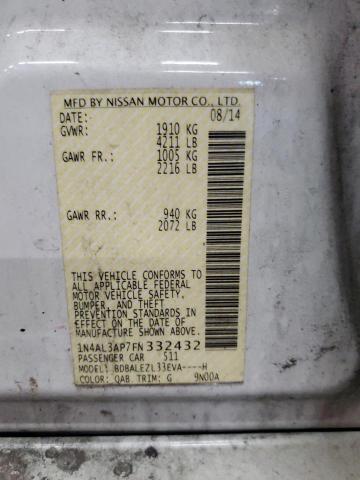 MFD BY NISSAN MOTOR CO., LTD.
DATE: 08/14
GVWR: 1910 KG
4211 LB
GAWR FR.: 1005 KG
2216 LB
GAWR RR.: 940 KG
2072 LB
THIS VEHICLE CONFORMS TO
ALL APPLICABLE FEDERAL
MOTOR VEHICLE SAFETY,
BUMPER, AND THEFT
PREVENTION STANDARDS
IN EFFECT ON THE DATE OF
MANUFACTURE SHOWN ABOVE.
1N4AL3AP7FN332432
PASSENGER CAR 511
MODEL: BDBALEZL33EVA----H
COLOR: QAB TRIM: G 9N00A